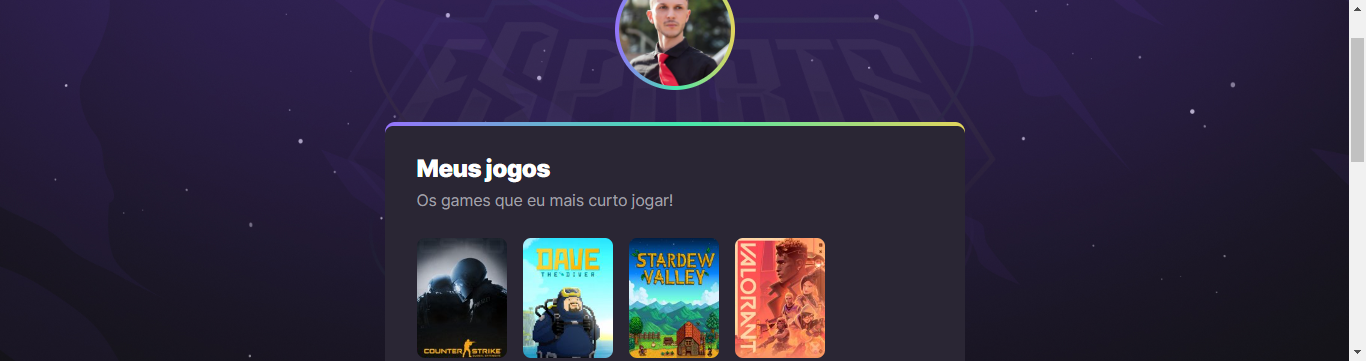 ESPORTS
Meus jogos
Os games que eu mais curto jogar!
COUNTER STRIKE
DAVE
THE DIVER
STARDEW
VALLEY
VALORANT